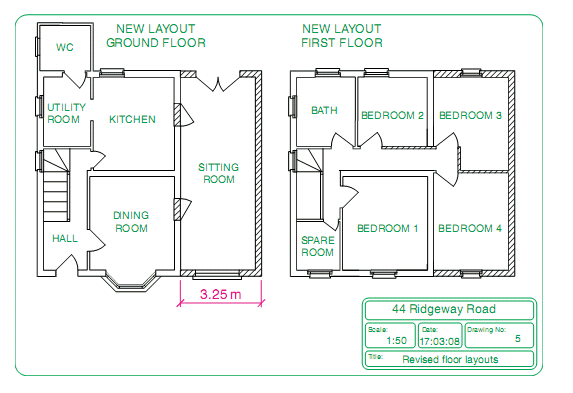 NEW LAYOUT
GROUND FLOOR
NEW LAYOUT
FIRST FLOOR
WC
UTILITY
ROOM
KITCHEN
SITTING
ROOM
DINING
ROOM
HALL
3.25 m
BATH
BEDROOM 2
BEDROOM 3
BEDROOM 1
BEDROOM 4
SPARE
ROOM
44 Ridgeway Road
Scale:
1:50
Date:
17:03:08
Drawing No:
5
Title:
Revised floor layouts